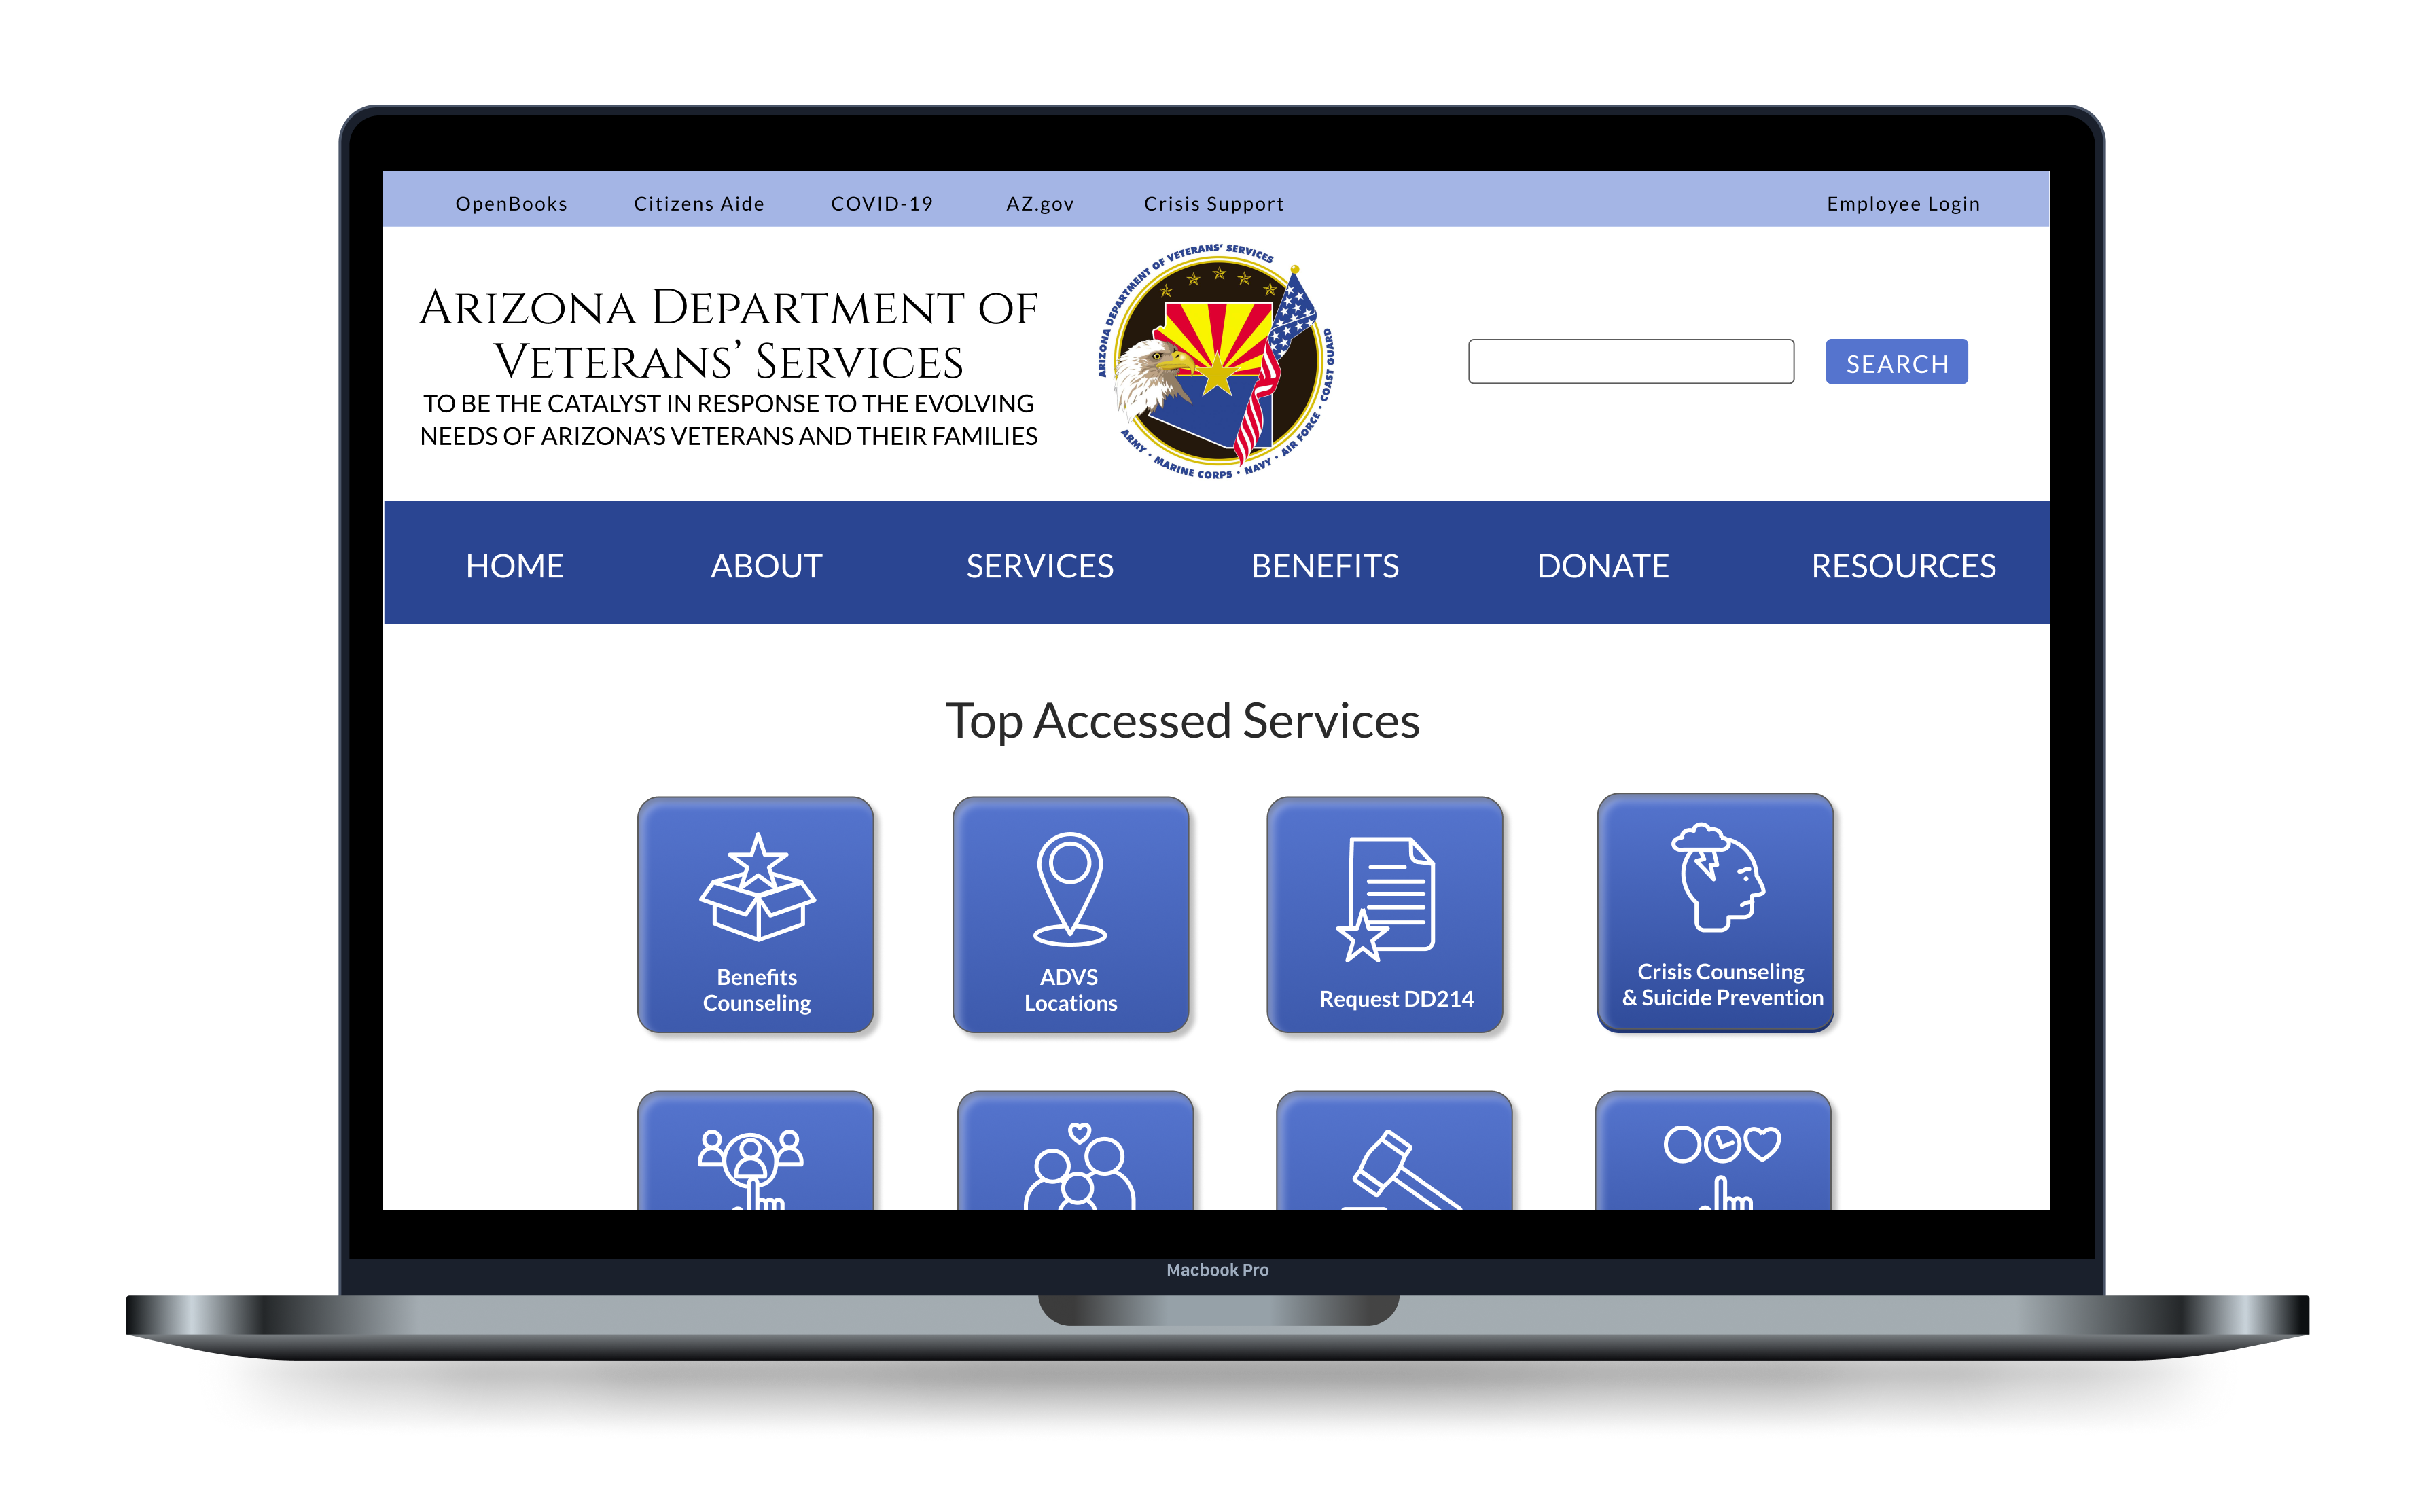 OpenBooks Citizens Aide COVID-19 AZ.gov Crisis Support Employee Login
ARIZONA DEPARTMENT OF
VETERANS’ SERVICES
TO BE THE CATALYST IN RESPONSE TO THE EVOLVING
NEEDS OF ARIZONA’S VETERANS AND THEIR FAMILIES
ARIZONA DEPARTMENT OF VETERANS’ SERVICES
ARMY • MARINE CORPS • NAVY • AIR FORCE • COAST GUARD
SEARCH
HOME ABOUT SERVICES BENEFITS DONATE RESOURCES
Top Accessed Services
Benefits
Counseling
ADVS
Locations
Request DD214
Crisis Counseling
& Suicide Prevention
Macbook Pro